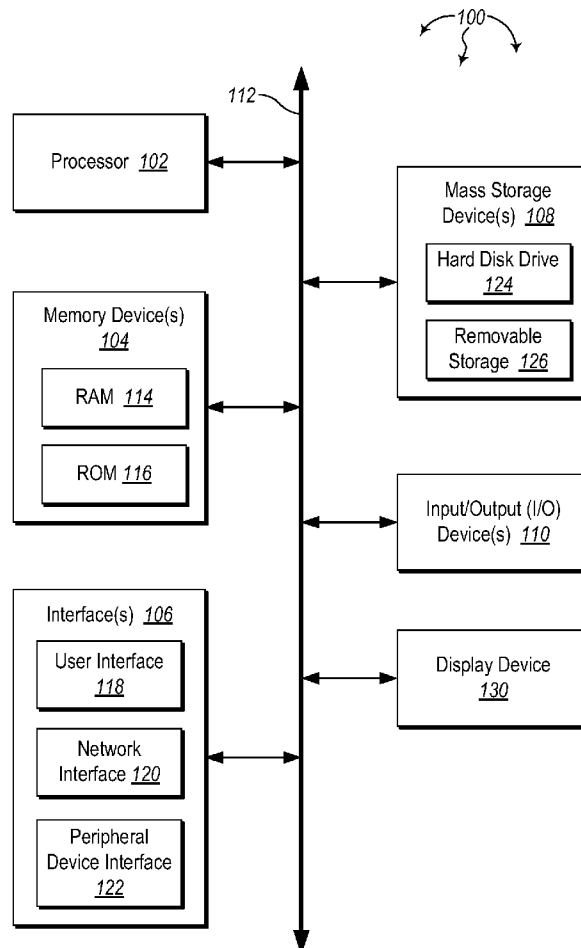 100
112
Processor 102
Mass Storage
Device(s) 108
Hard Disk Drive
124
Removable
Storage 126
Memory Device(s)
104
RAM 114
ROM 116
Input/Output (I/O)
Device(s) 110
Interface(s) 106
User Interface
118
Network
Interface 120
Peripheral
Device Interface
122
Display Device
130